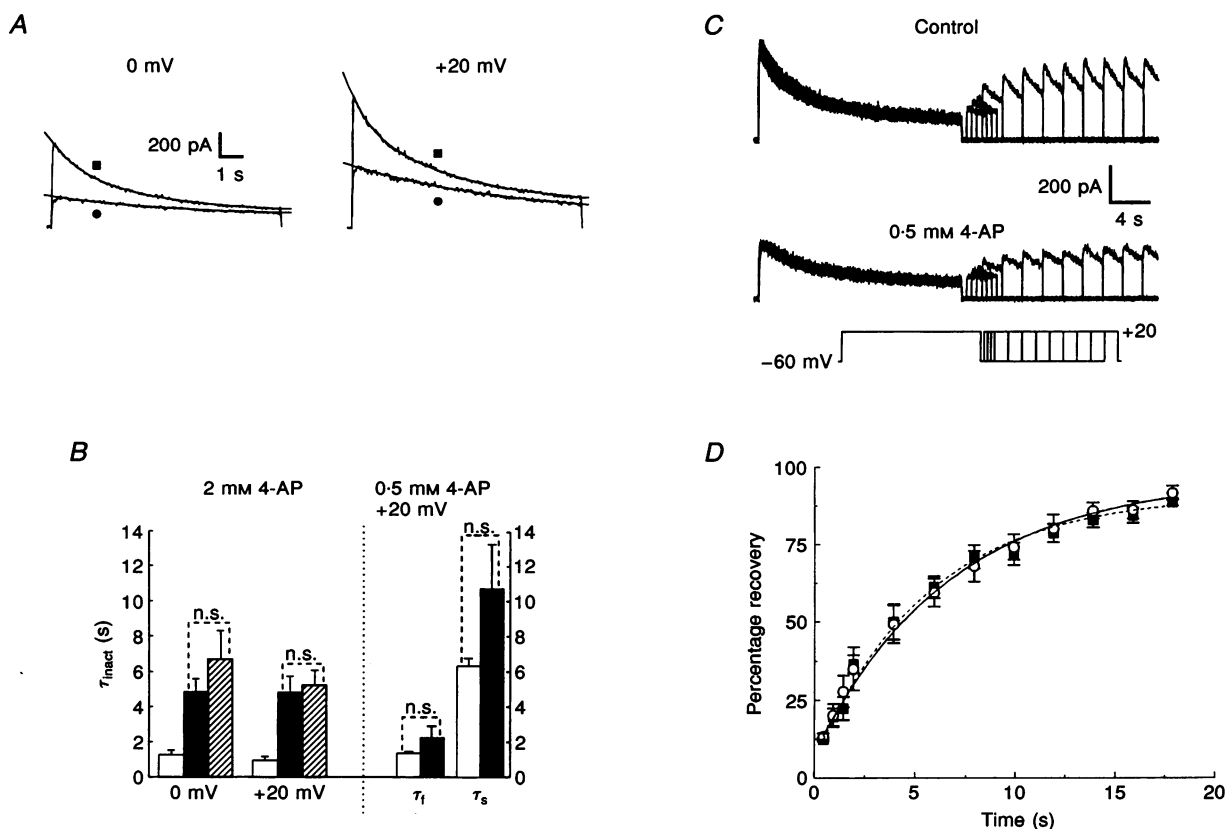 A
0 mV
+20 mV
200 pA
1 s
C
Control
200 pA
4 s
0·5 mM 4-AP
+20
−60 mV
B
2 mM 4-AP
0·5 mM 4-AP
+20 mV
τinact (s)
14
12
10
8
6
4
2
0
n.s.
n.s.
n.s.
n.s.
14
12
10
8
6
4
2
0
0 mV
+20 mV
τf
τs
D
Percentage recovery
100
75
50
25
0
0
5
10
15
20
Time (s)